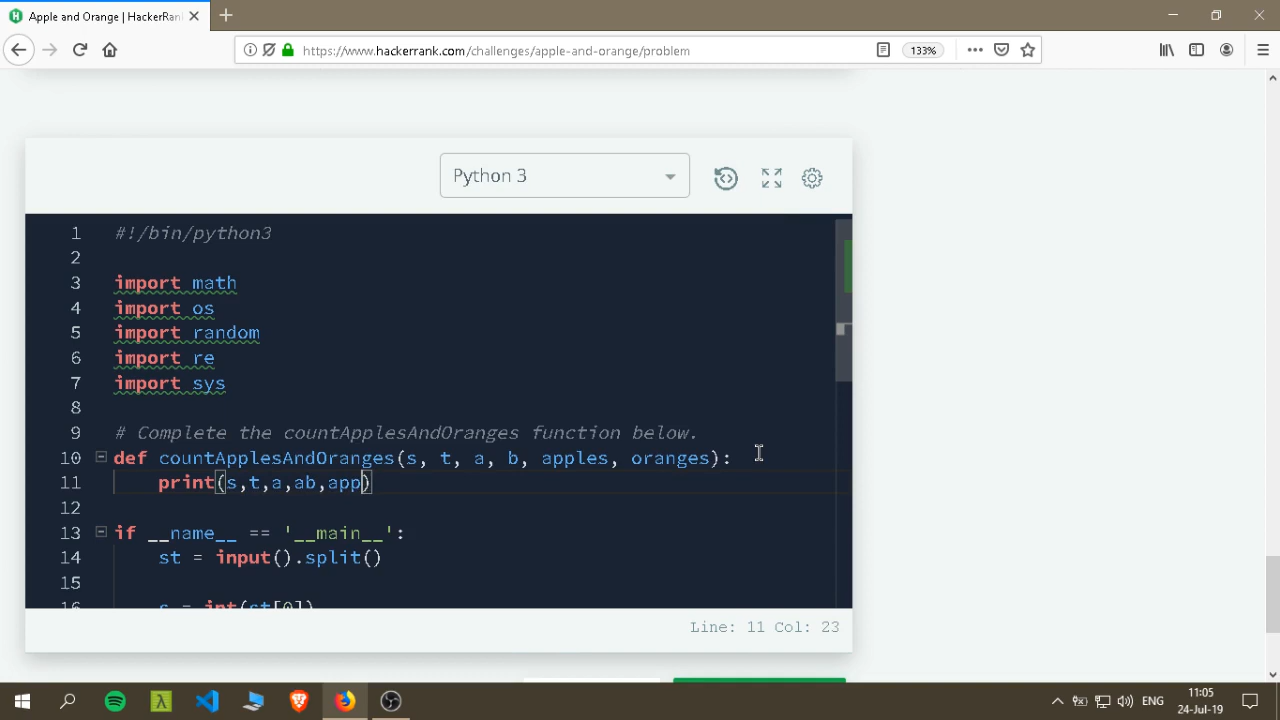 Apple and Orange | HackerRan
https://www.hackerrank.com/challenges/apple-and-orange/problem
133%
Python 3
1 #!/bin/python3
2
3 import math
4 import os
5 import random
6 import re
7 import sys
8
9 # Complete the countApplesAndOranges function below.
10 def countApplesAndOranges(s, t, a, b, apples, oranges):
11 print(s,t,a,ab,app)
12
13 if __name__ == '__main__':
14 st = input().split()
15
16 s = int(st[0])
Line: 11 Col: 23
ENG
11:05
24-Jul-19